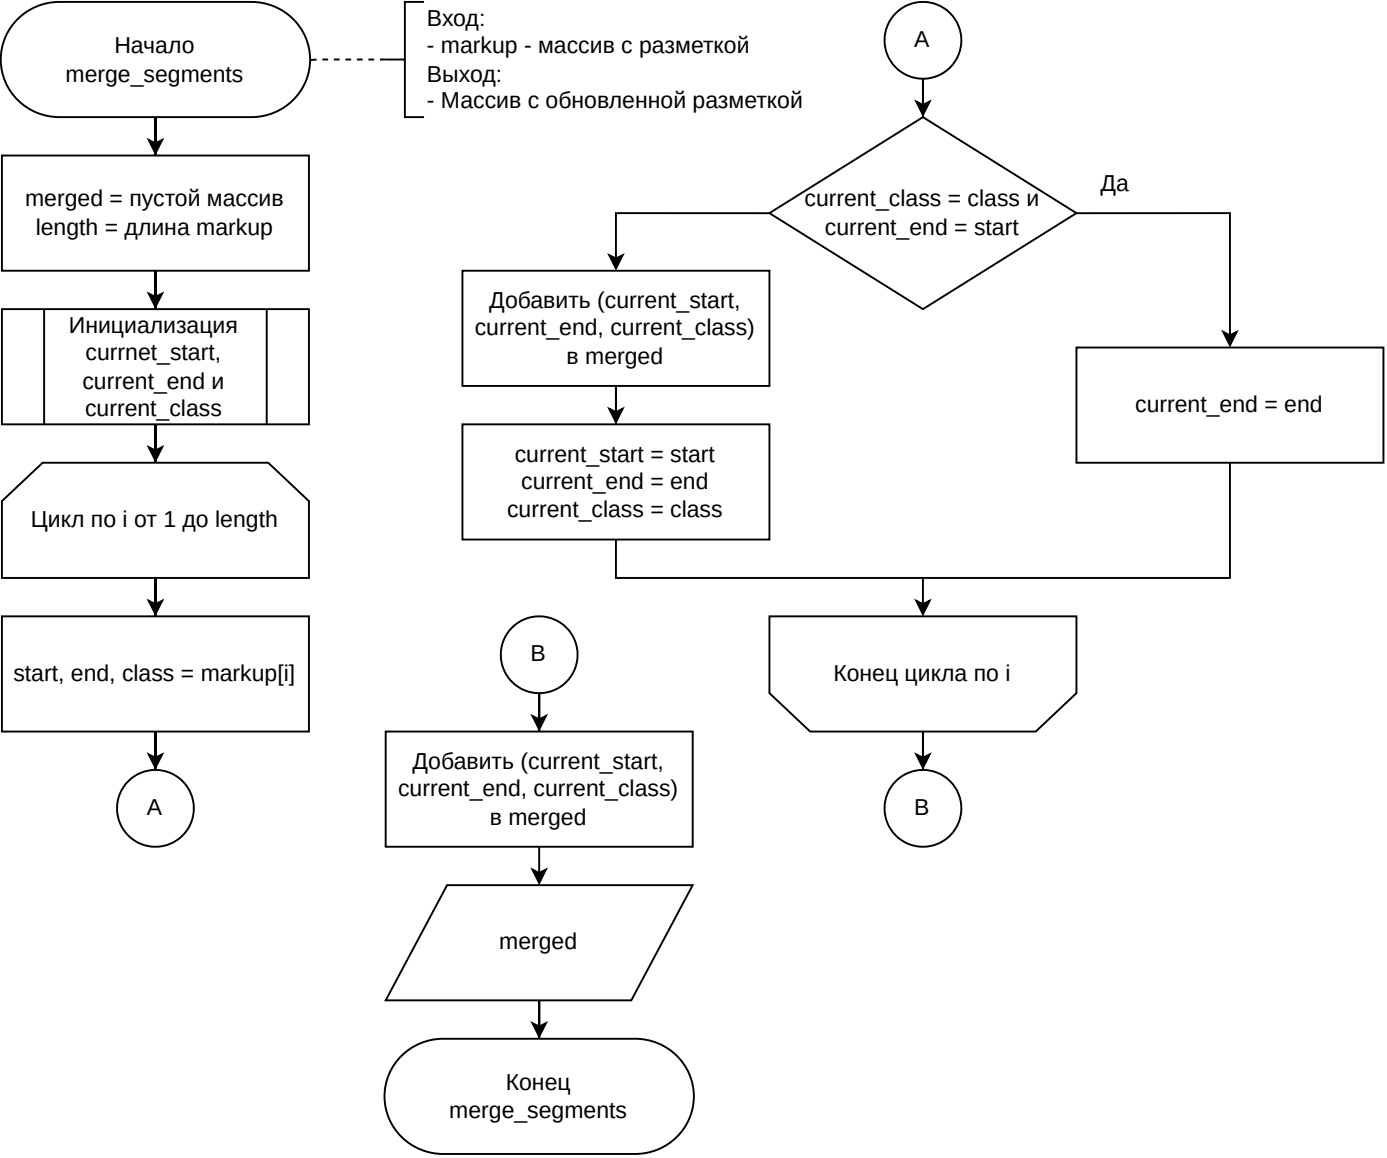 Начало
merge_segments
Вход:
- markup - массив с разметкой
Выход:
- Массив с обновленной разметкой
merged = пустой массив
length = длина markup
Инициализация
currnet_start,
current_end и
current_class
Цикл по i от 1 до length
start, end, class = markup[i]
A
A
current_class = class и
current_end = start
Да
Добавить (current_start,
current_end, current_class)
в merged
current_start = start
current_end = end
current_class = class
current_end = end
Конец цикла по i
B
B
Добавить (current_start,
current_end, current_class)
в merged
merged
Конец
merge_segments